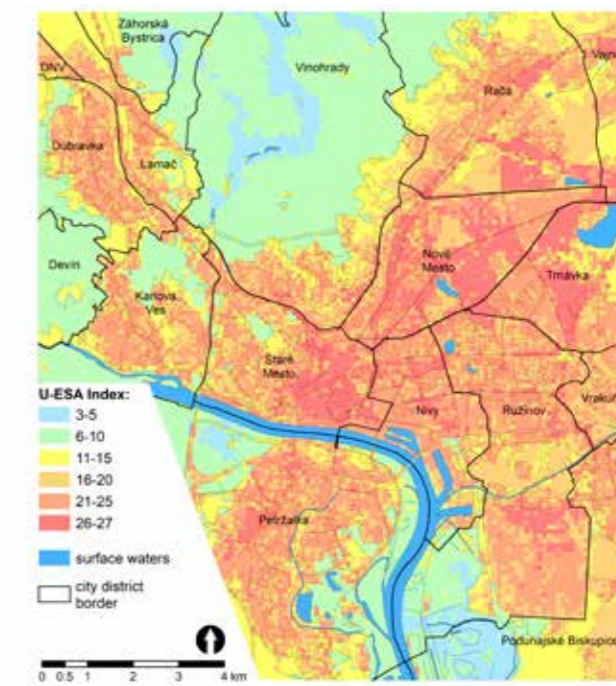 Záhorská
Bystrica
Vinohrady
DNV
Rača
Dúbravka
Lamač
Devín
Nové
Mesto
Trnávka
Karlova
Ves
Staré
Mesto
Nivy
Ružinov
Petržalka
Podunajské Biskupice
U-ESA Index:
3-5
6-10
11-15
16-20
21-25
26-27
surface waters
city district
border
0 0.5 1 2 3 4 km